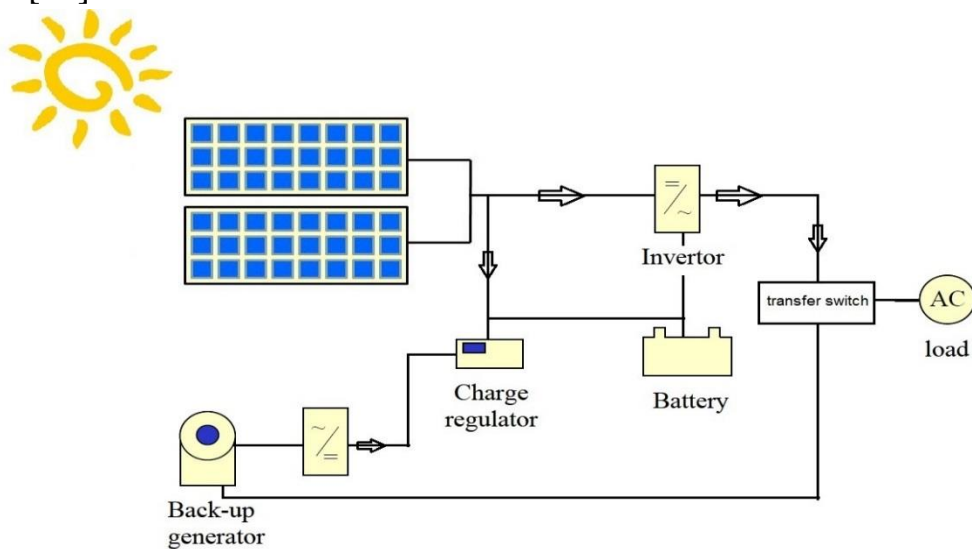 Invertor
transfer switch
AC
load
Charge
regulator
Battery
Back-up
generator